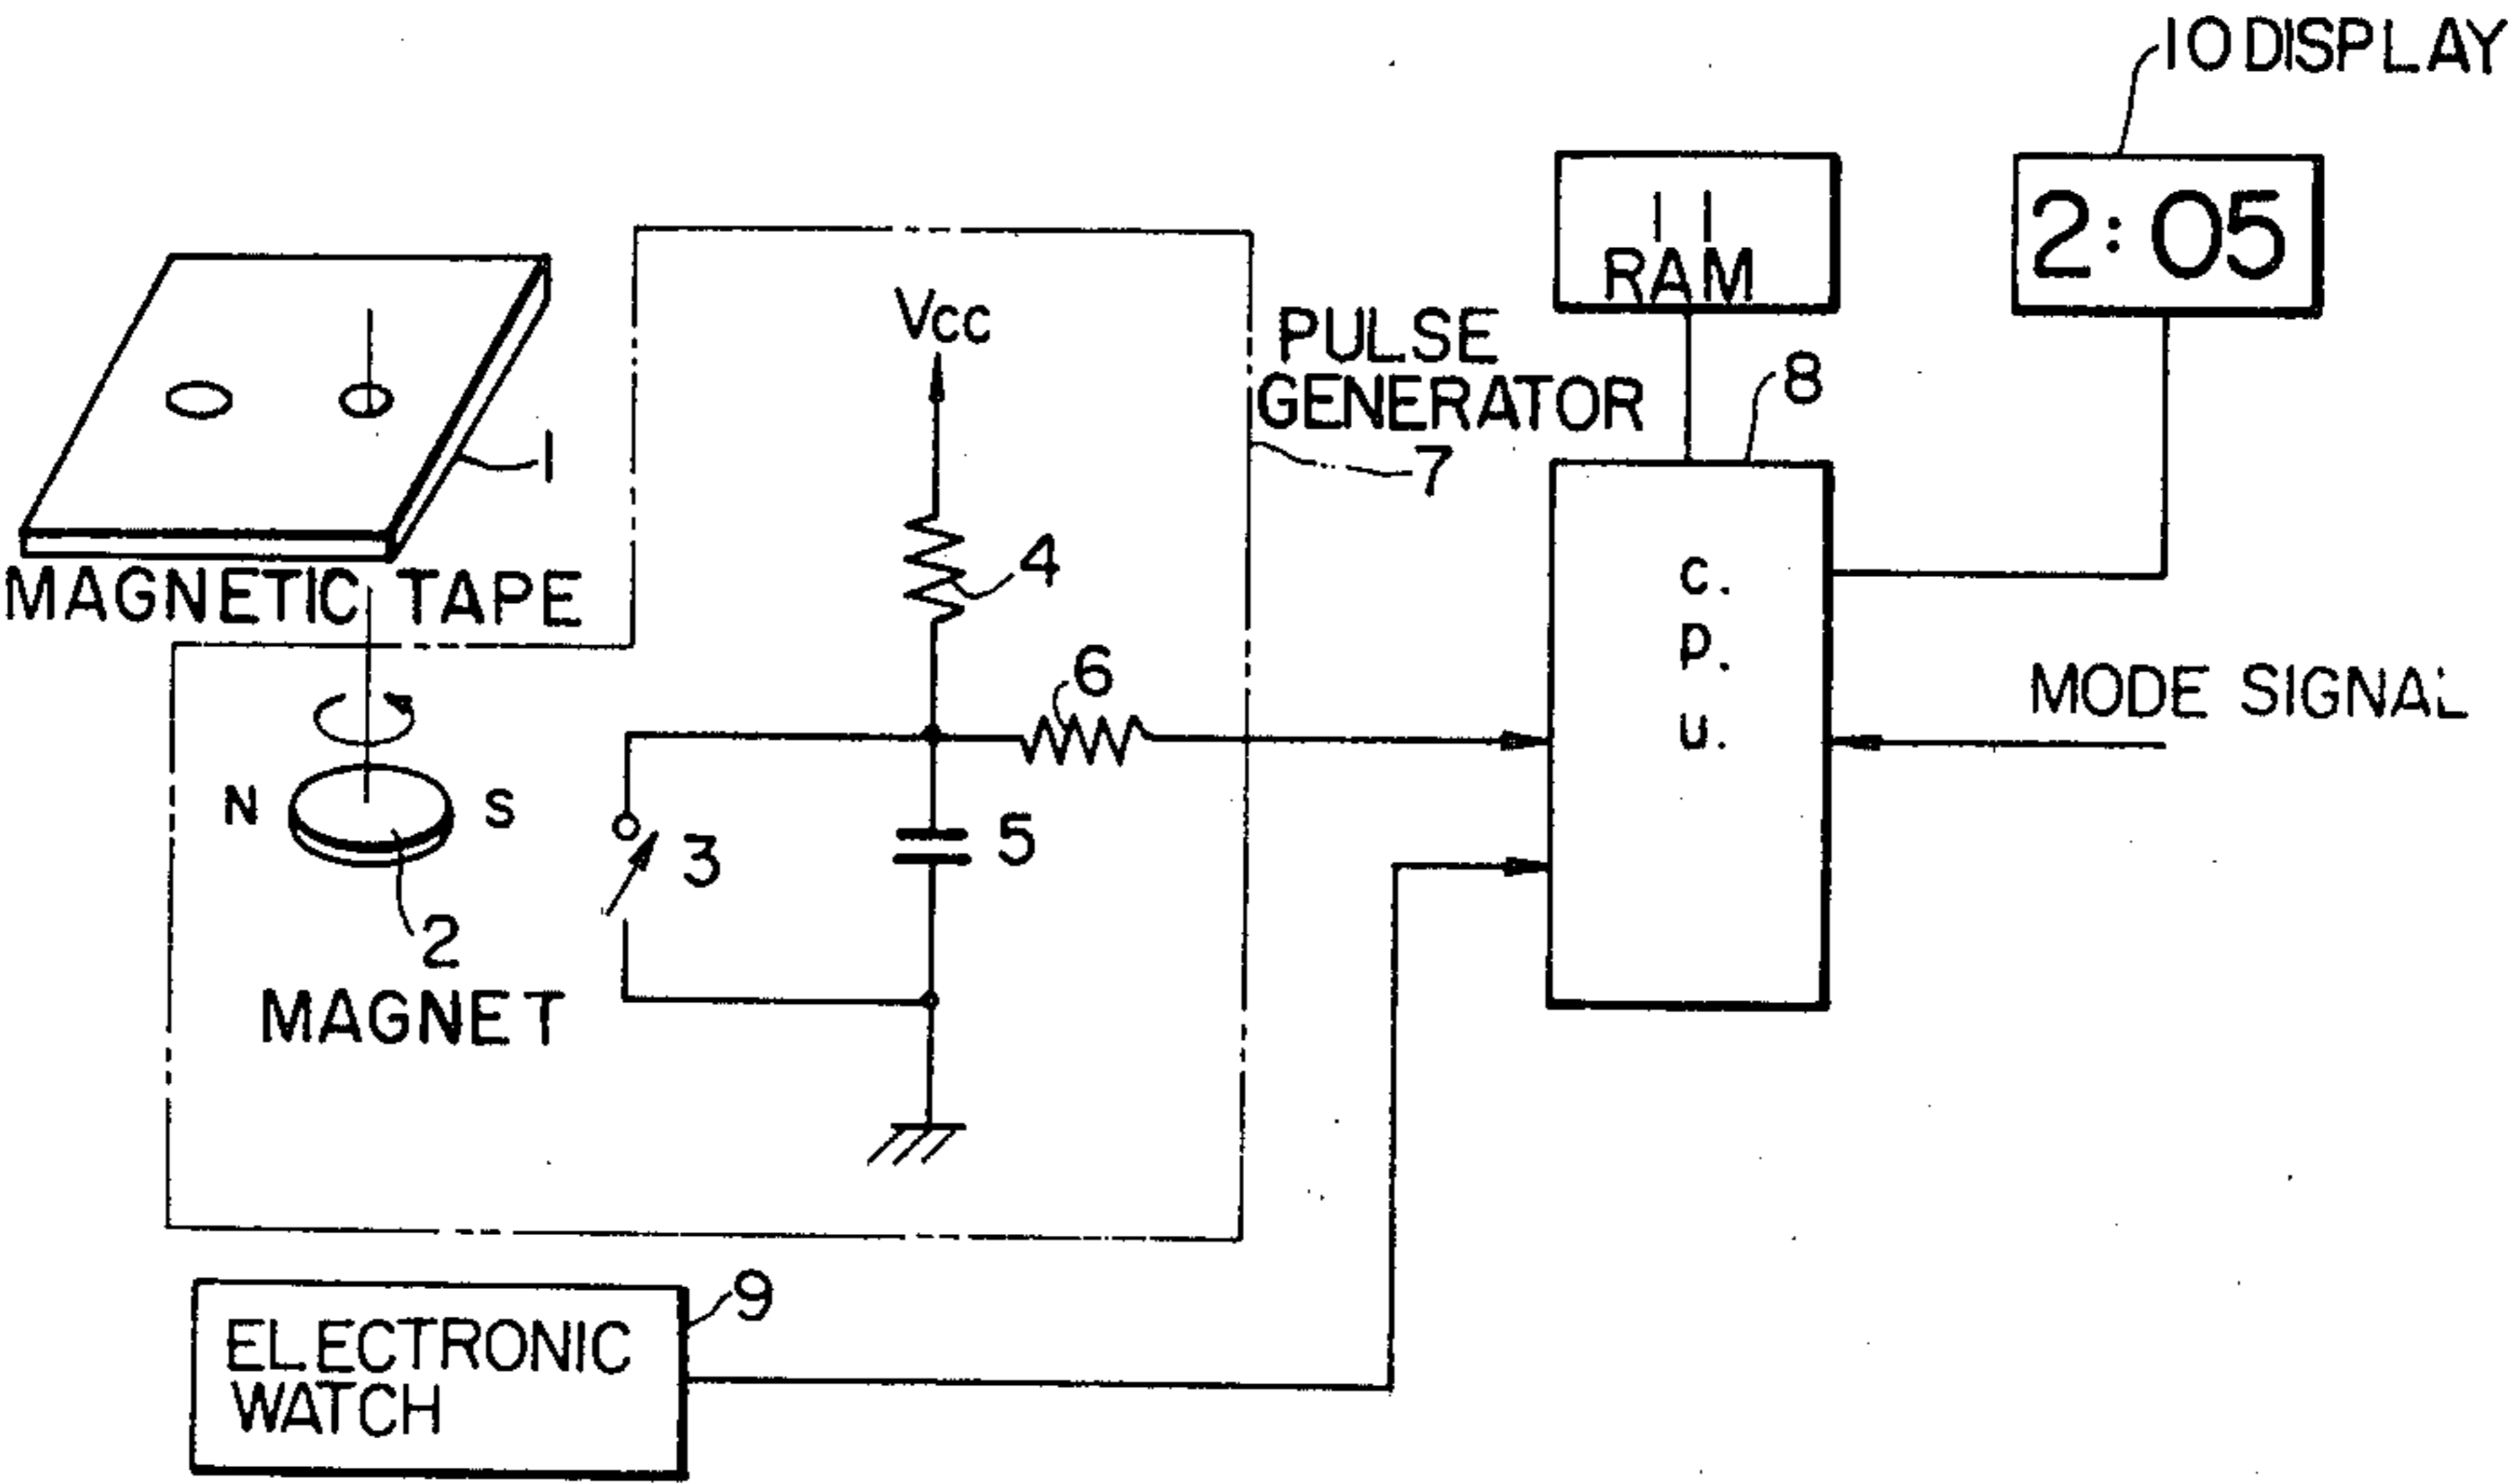 10 DISPLAY
11
RAM
2:05
VCC
PULSE
GENERATOR
7
8
1
MAGNETIC TAPE
4
C.
P.
U.
6
MODE SIGNAL
N
S
3
5
2
MAGNET
9
ELECTRONIC
WATCH